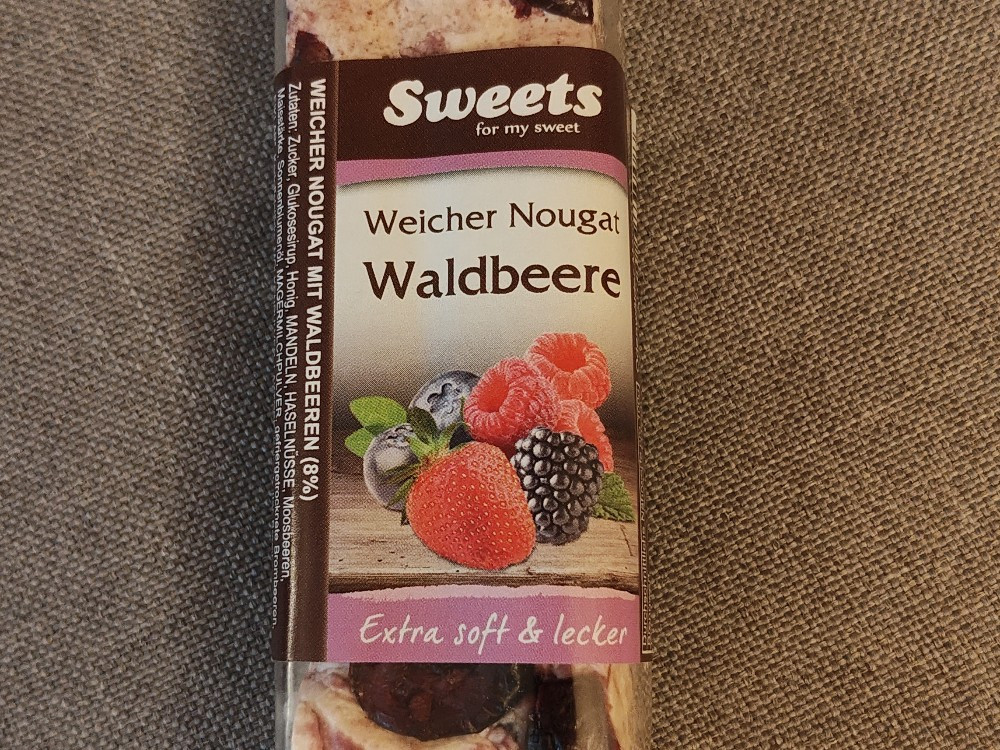 Sweets
for my sweet
Weicher Nougat
Waldbeere
Extra soft & lecker
WEICHER NOUGAT MIT WALDBEEREN (8%)
Zutaten: Zucker, Glukosesirup, Honig, MANDELN, HASELNÜSSE, Moosbeeren,
Maisstärke, Sonnenblumenöl, MAGERMILCHPULVER, gefriergetrocknete Brombeeren,